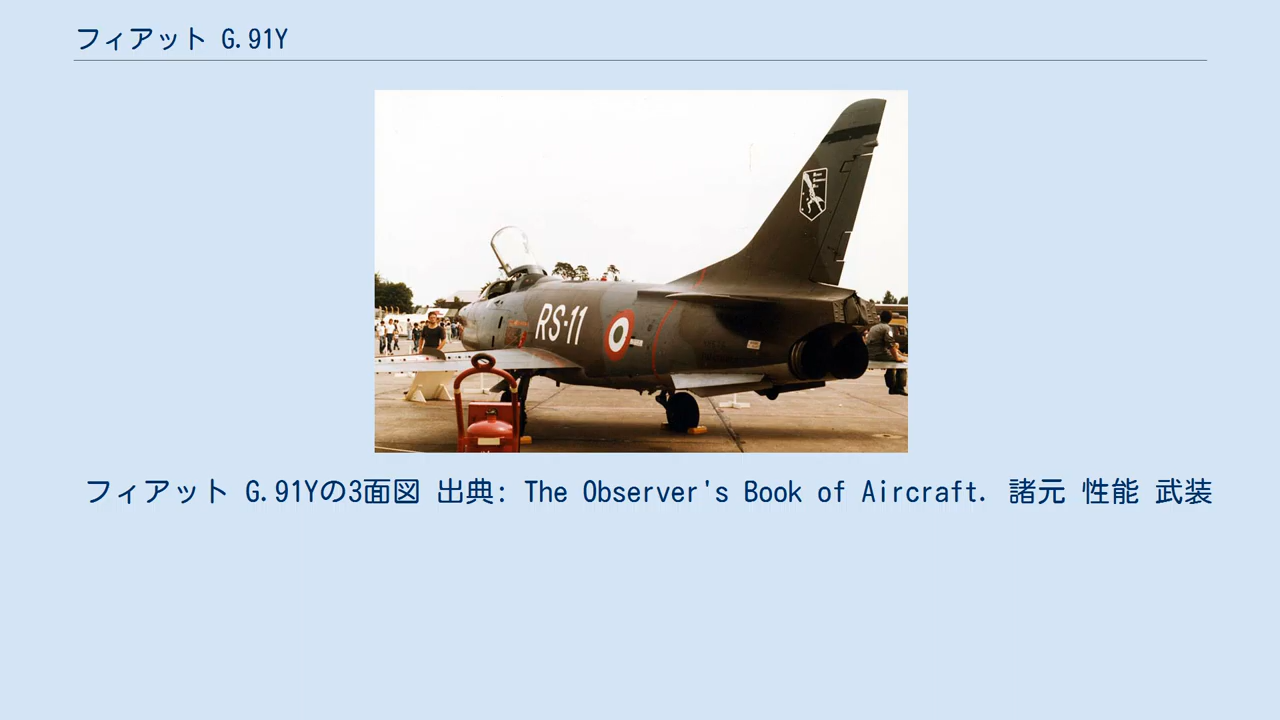 フィアット G.91Y
RS-11
フィアット G.91Yの3面図 出典: The Observer's Book of Aircraft. 諸元 性能 武装